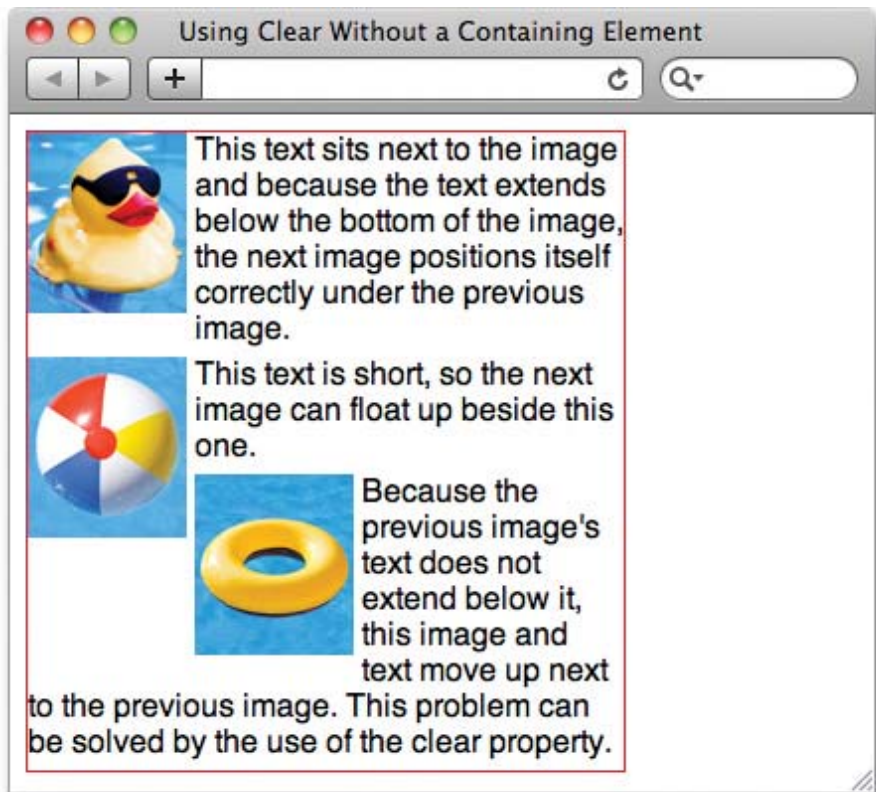 Using Clear Without a Containing Element
This text sits next to the image
and because the text extends
below the bottom of the image,
the next image positions itself
correctly under the previous
image.
This text is short, so the next
image can float up beside this
one.
Because the
previous image's
text does not
extend below it,
this image and
text move up next
to the previous image. This problem can
be solved by the use of the clear property.